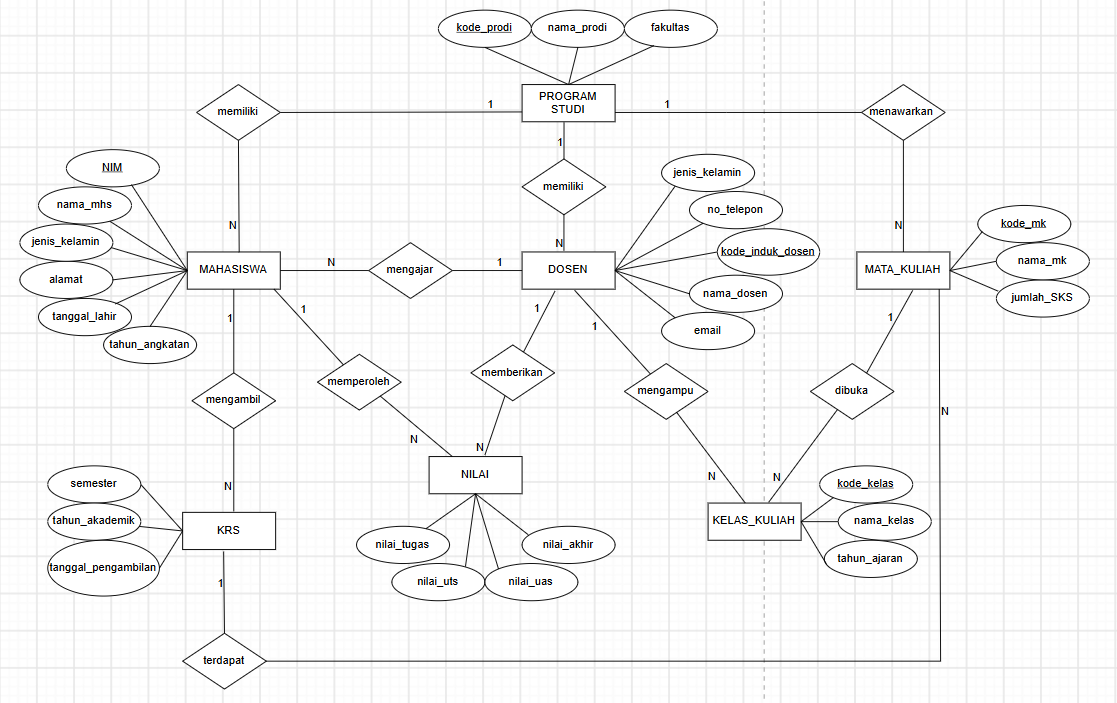 kode_prodi
nama_prodi
fakultas
memiliki
1
PROGRAM
STUDI
1
menawarkan
1
memiliki
N
N
N
NIM
nama_mhs
jenis_kelamin
alamat
tanggal_lahir
tahun_angkatan
MAHASISWA
N
mengajar
1
DOSEN
jenis_kelamin
no_telepon
kode_induk_dosen
nama_dosen
email
MATA_KULIAH
kode_mk
nama_mk
jumlah_SKS
1
1
1
1
1
mengambil
memperoleh
memberikan
mengampu
dibuka
N
N
N
N
N
N
semester
tahun_akademik
tanggal_pengambilan
KRS
NILAI
nilai_tugas
nilai_uts
nilai_uas
nilai_akhir
KELAS_KULIAH
kode_kelas
nama_kelas
tahun_ajaran
1
terdapat